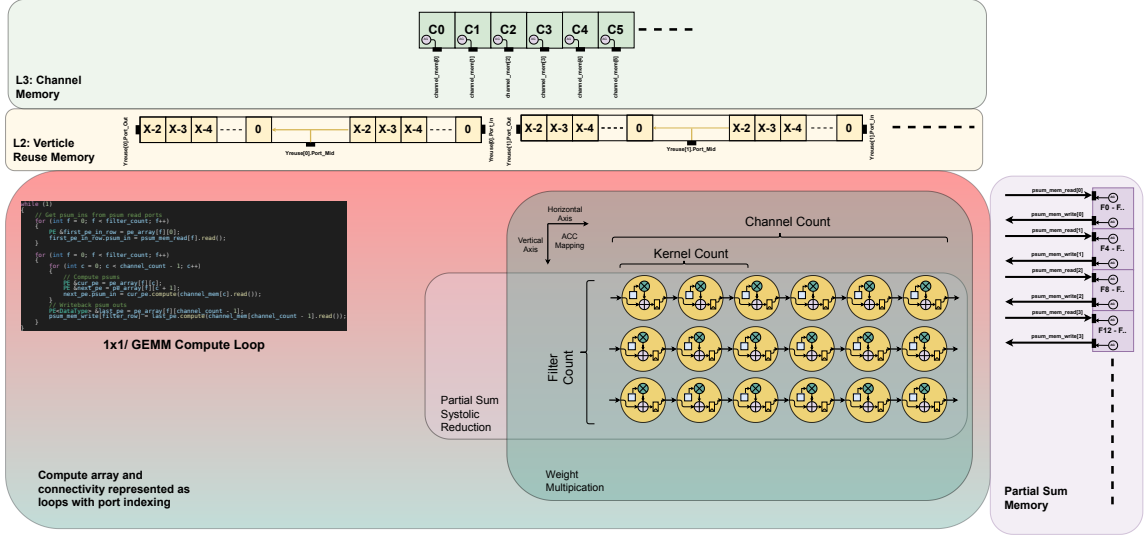 C0 C1 C2 C3 C4 C5
channel_mem[0] channel_mem[1] channel_mem[2] channel_mem[3] channel_mem[4] channel_mem[5]
L3: Channel
Memory
L2: Verticle
Reuse Memory
Yreuse[0].Port_Out
X-2 X-3 X-4 0 X-2 X-3 X-4 0
Yreuse[0].Port_Mid
Yreuse[0].Port_In
Yreuse[1].Port_Out
X-2 X-3 X-4 0 X-2 X-3 X-4 0
Yreuse[1].Port_Mid
Yreuse[1].Port_In
while (1)
{
// Get psum_ins from psum read ports
for (int f = 0; f < filter_count; f++)
{
PE &first_pe_in_row = pe_array[f][0];
first_pe_in_row.psum_in = psum_mem_read[f].read();
}
for (int f = 0; f < filter_count; f++)
{
for (int c = 0; c < channel_count - 1; c++)
{
// Compute psums
PE &cur_pe = pe_array[f][c];
PE &next_pe = pe_array[f][c + 1];
next_pe.psum_in = cur_pe.compute(channel_mem[c].read());
}
// Writeback psum outs
PE<DataType> &last_pe = pe_array[f][channel_count - 1];
psum_mem_write[filter_row] = last_pe.compute(channel_mem[channel_count - 1].read());
}
}
1x1/ GEMM Compute Loop
Horizontal
Axis
Vertical
Axis
ACC
Mapping
Channel Count
Kernel Count
Filter
Count
Partial Sum
Systolic
Reduction
Weight
Multipication
Compute array and
connectivity represented as
loops with port indexing
psum_mem_read[0]
F0 - F..
psum_mem_write[0]
psum_mem_read[1]
F4 - F..
psum_mem_write[1]
psum_mem_read[2]
F8 - F..
psum_mem_write[2]
psum_mem_read[3]
F12 - F..
psum_mem_write[3]
Partial Sum
Memory